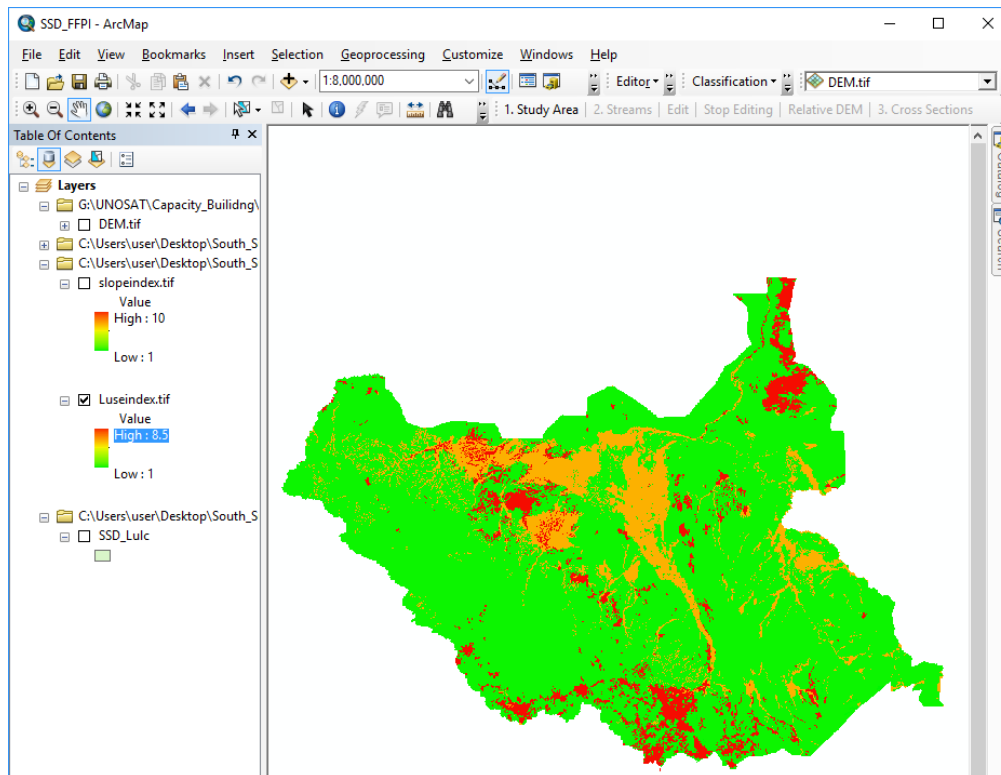 SSD_FFPI - ArcMap
File Edit View Bookmarks Insert Selection Geoprocessing Customize Windows Help
1:8,000,000 Editor Classification DEM.tif
1. Study Area | 2. Streams | Edit | Stop Editing | Relative DEM | 3. Cross Sections
Table Of Contents
Layers
G:\UNOSAT\Capacity_Builidng\
DEM.tif
C:\Users\user\Desktop\South_S
C:\Users\user\Desktop\South_S
slopeindex.tif
Value
High : 10
Low : 1
Luseindex.tif
Value
High : 8.5
Low : 1
C:\Users\user\Desktop\South_S
SSD_Lulc
Catalog